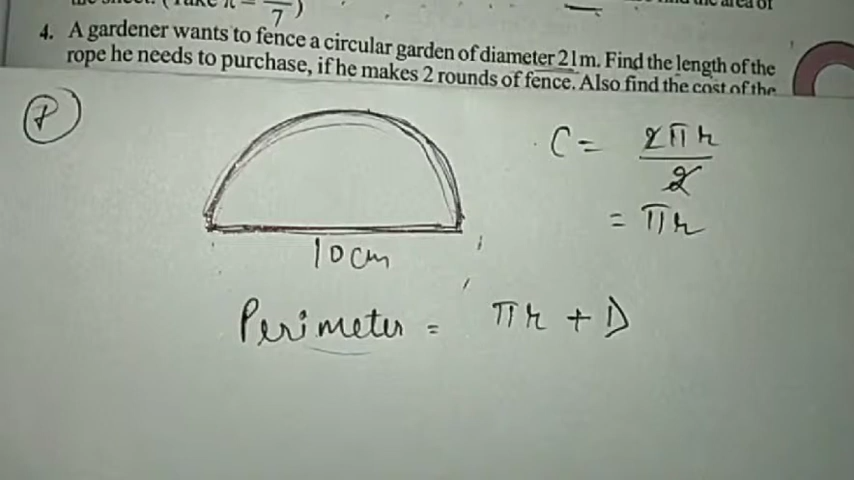 7
4. A gardener wants to fence a circular garden of diameter 21m. Find the length of the
rope he needs to purchase, if he makes 2 rounds of fence. Also find the cost of the
P
C = 2πr
2
= πr
10 cm
Perimeter = πr + D